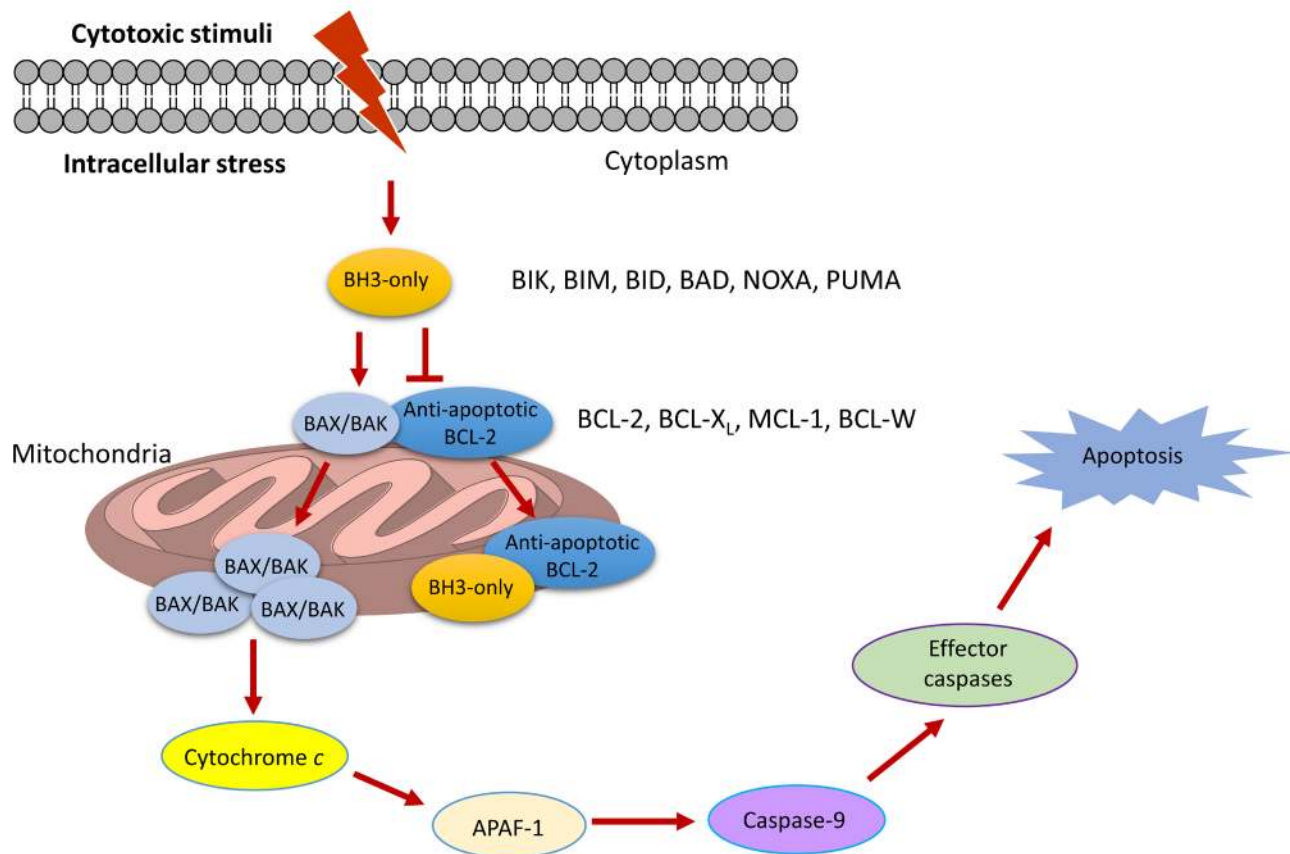 Cytotoxic stimuli
Intracellular stress
Cytoplasm
BH3-only
BIK, BIM, BID, BAD, NOXA, PUMA
BAX/BAK
Anti-apoptotic
BCL-2
BCL-2, BCL-XL, MCL-1, BCL-W
Mitochondria
Apoptosis
BAX/BAK
BAX/BAK
BAX/BAK
Anti-apoptotic
BCL-2
BH3-only
Effector
caspases
Cytochrome c
APAF-1
Caspase-9